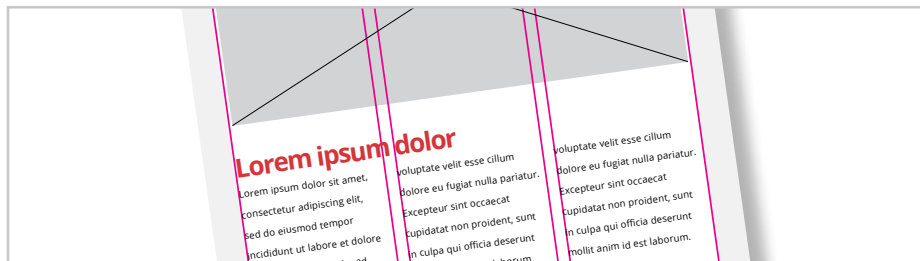 Lorem ipsum dolor
Lorem ipsum dolor sit amet,
consectetur adipiscing elit,
sed do eiusmod tempor
incididunt ut labore et dolore
voluptate velit esse cillum
dolore eu fugiat nulla pariatur.
Excepteur sint occaecat
cupidatat non proident, sunt
in culpa qui officia deserunt
laborum.
voluptate velit esse cillum
dolore eu fugiat nulla pariatur.
Excepteur sint occaecat
cupidatat non proident, sunt
in culpa qui officia deserunt
mollit anim id est laborum.